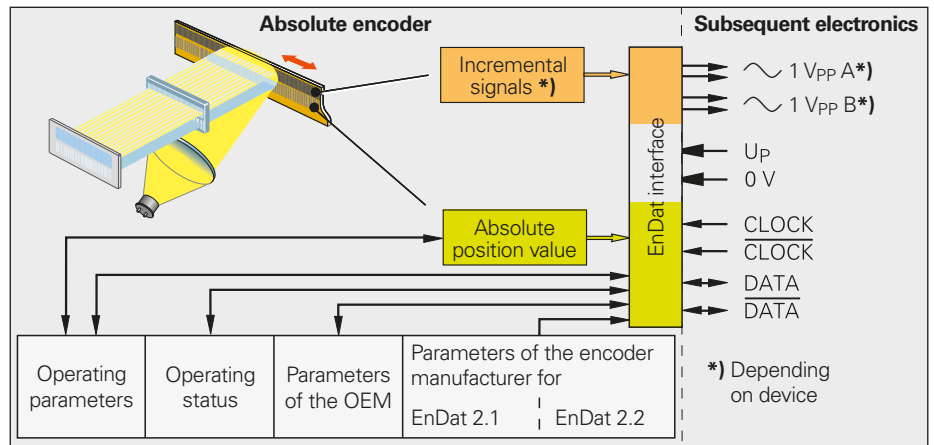 Absolute encoder
Subsequent electronics
Incremental
signals *)
1 VPP A*)
1 VPP B*)
UP
0 V
EnDat interface
Absolute
position value
CLOCK
CLOCK
DATA
DATA
Operating
parameters
Operating
status
Parameters
of the OEM
Parameters of the encoder
manufacturer for
EnDat 2.1
EnDat 2.2
*) Depending
on device